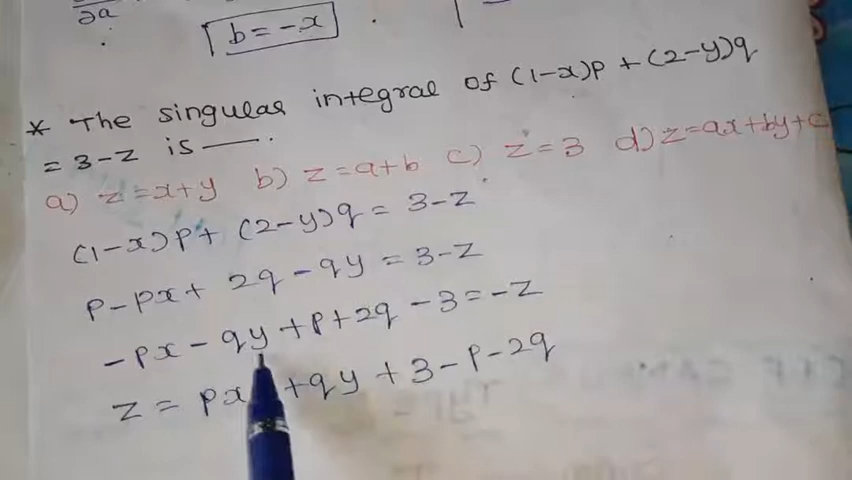 ∂a
b = -x
* The singular integral of (1-x)p + (2-y)q
= 3-z is ——.
a) z = x+y b) z = a+b c) z = 3 d) z = ax+by+c
(1-x)p + (2-y)q = 3-z
p - px + 2q - qy = 3-z
-px - qy + p + 2q - 3 = -z
z = px + qy + 3 - p - 2q